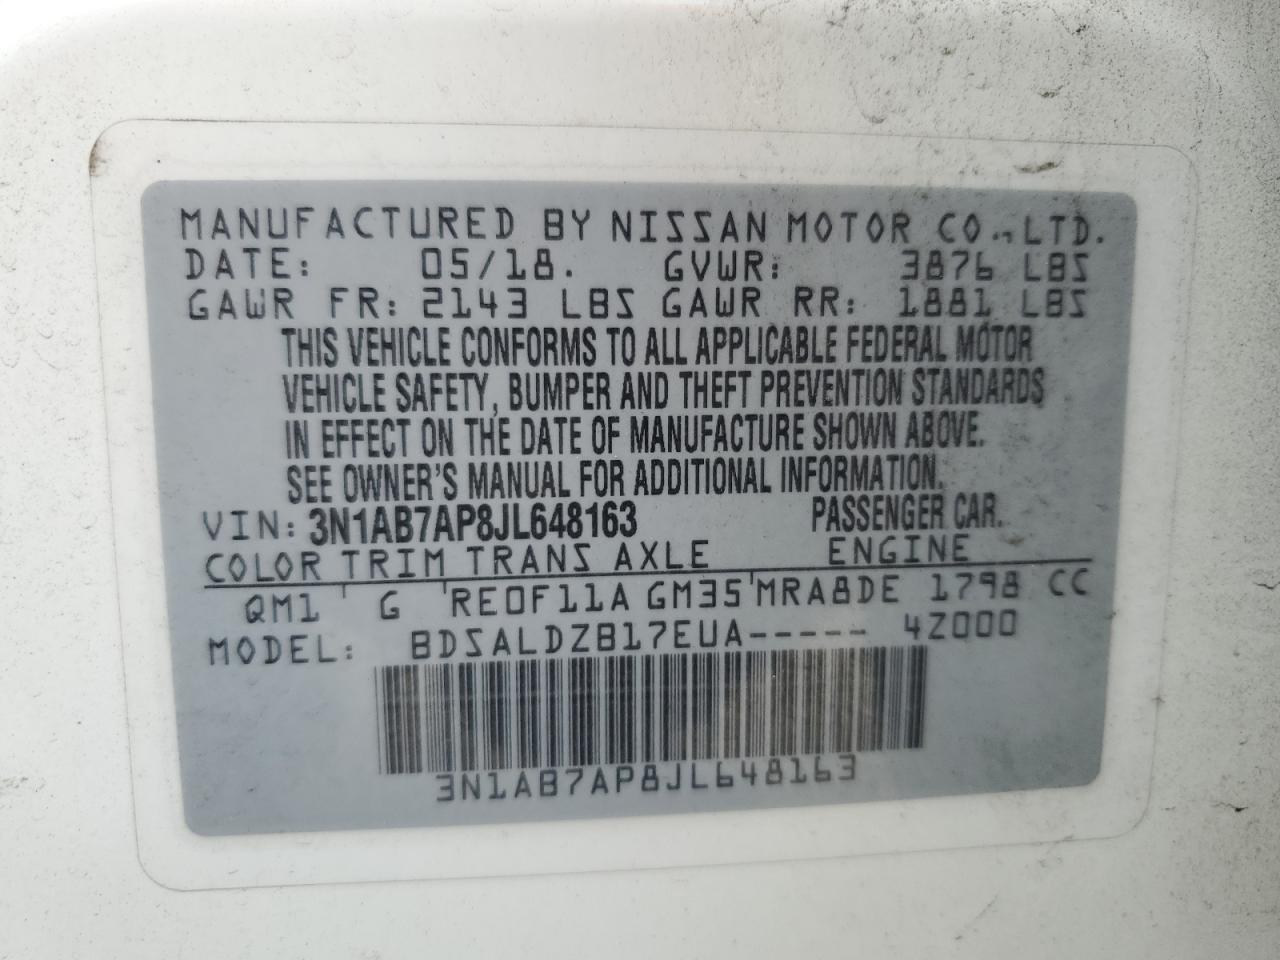 MANUFACTURED BY NISSAN MOTOR CO., LTD.
DATE: 05/18. GVWR: 3876 LBS
GAWR FR: 2143 LBS GAWR RR: 1881 LBS
THIS VEHICLE CONFORMS TO ALL APPLICABLE FEDERAL MOTOR
VEHICLE SAFETY, BUMPER AND THEFT PREVENTION STANDARDS
IN EFFECT ON THE DATE OF MANUFACTURE SHOWN ABOVE.
SEE OWNER'S MANUAL FOR ADDITIONAL INFORMATION.
VIN: 3N1AB7AP8JL648163 PASSENGER CAR.
COLOR TRIM TRANS AXLE ENGINE
QM1 G RE0F11A GM35 MRA8DE 1798 CC
MODEL: BDSALDZB17EUA----- 4Z000
3N1AB7AP8JL648163